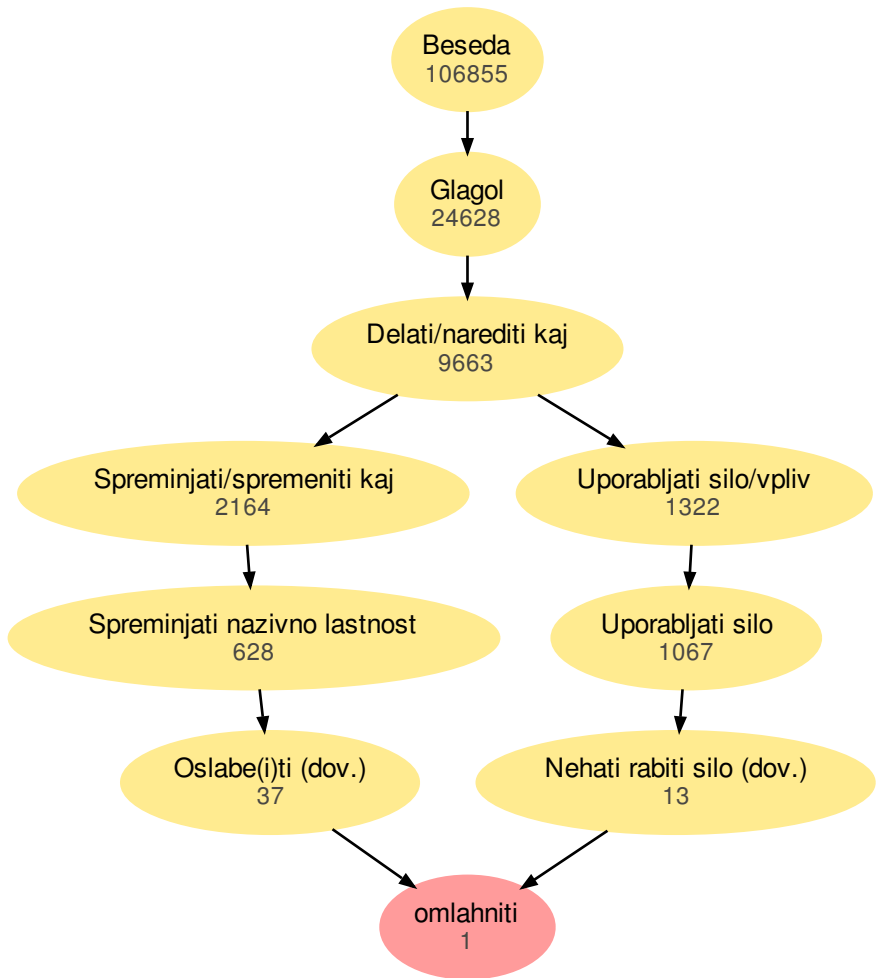 Beseda
106855
Glagol
24628
Delati/narediti kaj
9663
Spreminjati/spremeniti kaj
2164
Uporabljati silo/vpliv
1322
Spreminjati nazivno lastnost
628
Uporabljati silo
1067
Oslabe(i)ti (dov.)
37
Nehati rabiti silo (dov.)
13
omlahniti
1